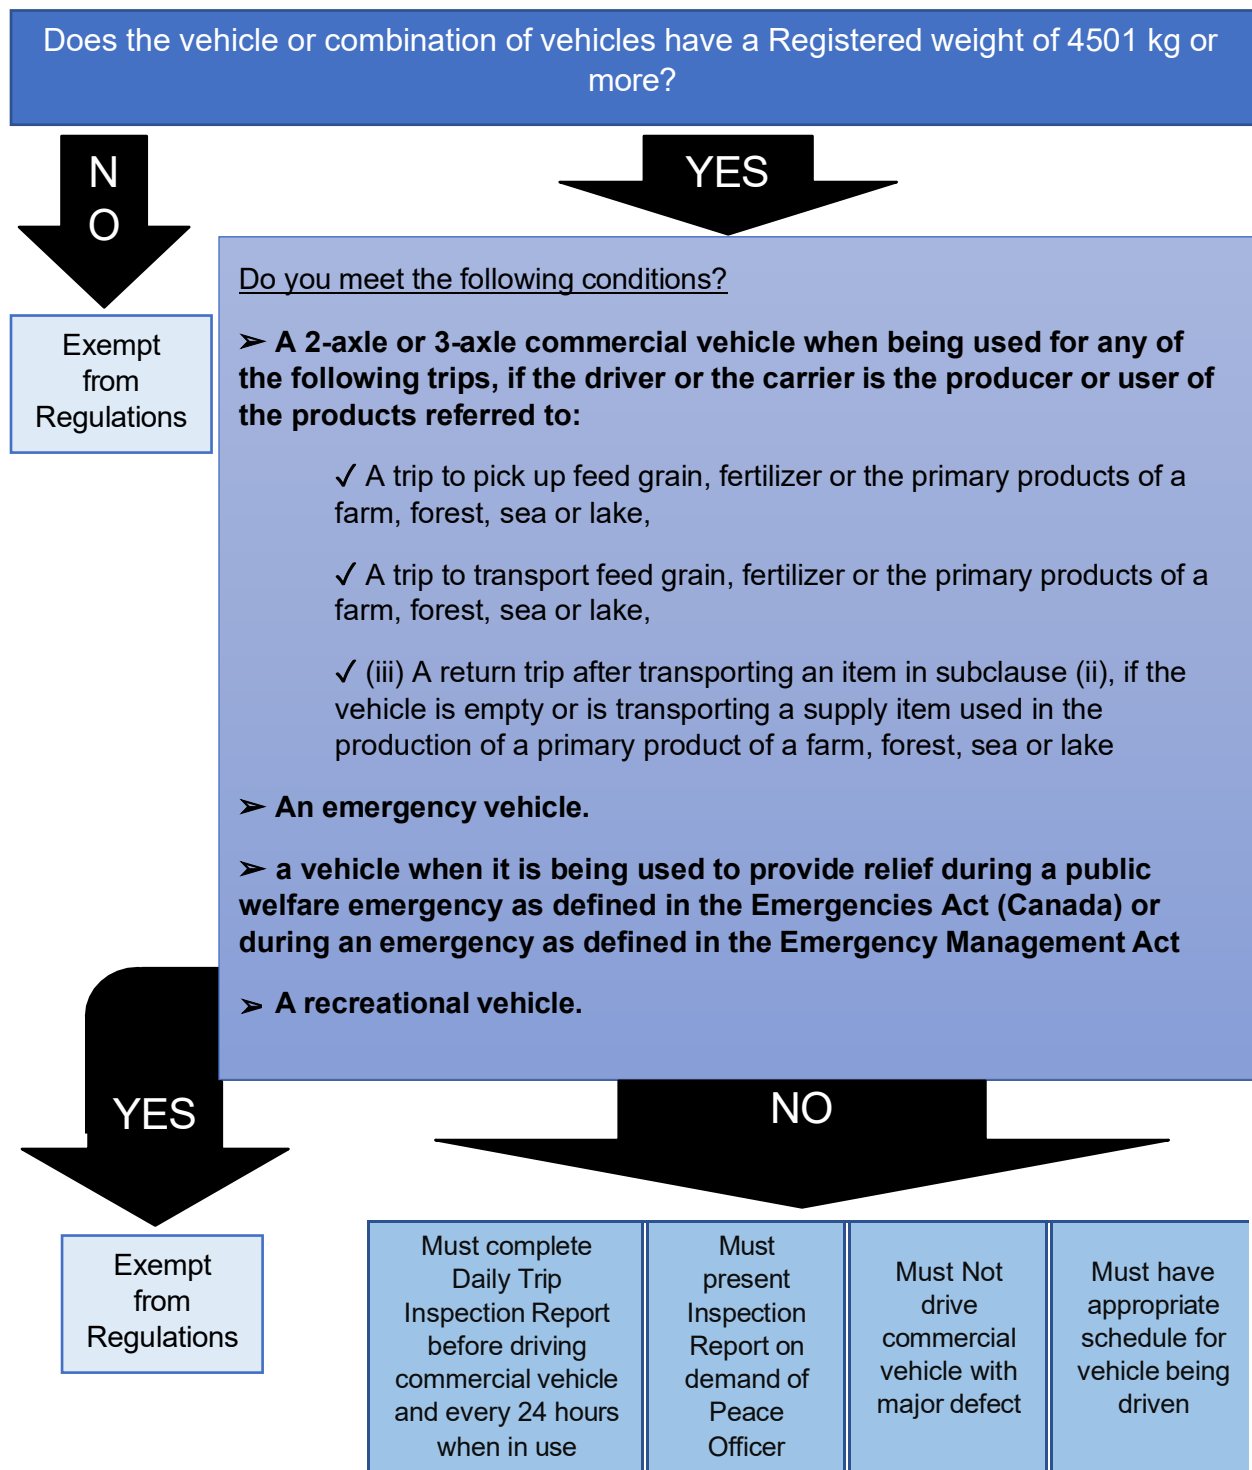 Does the vehicle or combination of vehicles have a Registered weight of 4501 kg or
more?
N
O
YES
Exempt
from
Regulations
Do you meet the following conditions?
➢ A 2-axle or 3-axle commercial vehicle when being used for any of
the following trips, if the driver or the carrier is the producer or user of
the products referred to:
✓ A trip to pick up feed grain, fertilizer or the primary products of a
farm, forest, sea or lake,
✓ A trip to transport feed grain, fertilizer or the primary products of a
farm, forest, sea or lake,
✓ (iii) A return trip after transporting an item in subclause (ii), if the
vehicle is empty or is transporting a supply item used in the
production of a primary product of a farm, forest, sea or lake
➢ An emergency vehicle.
➢ a vehicle when it is being used to provide relief during a public
welfare emergency as defined in the Emergencies Act (Canada) or
during an emergency as defined in the Emergency Management Act
➢ A recreational vehicle.
YES
NO
Exempt
from
Regulations
Must complete
Daily Trip
Inspection Report
before driving
commercial vehicle
and every 24 hours
when in use
Must
present
Inspection
Report on
demand of
Peace
Officer
Must Not
drive
commercial
vehicle with
major defect
Must have
appropriate
schedule for
vehicle being
driven